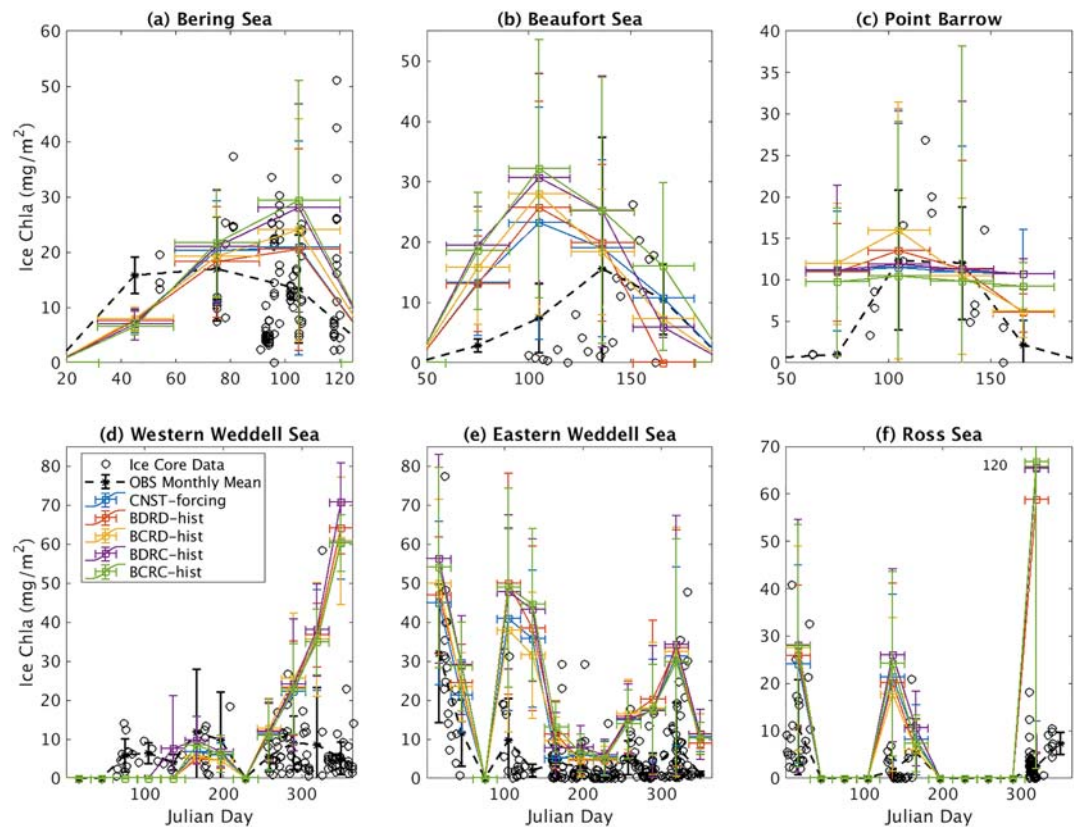 (a) Bering Sea
(b) Beaufort Sea
(c) Point Barrow
Ice Chla (mg/m²)
60
50
40
30
20
10
0
20 40 60 80 100 120
60
50
40
30
20
10
0
50 100 150
40
35
30
25
20
15
10
5
0
50 100 150
(d) Western Weddell Sea
(e) Eastern Weddell Sea
(f) Ross Sea
Ice Chla (mg/m²)
80
70
60
50
40
30
20
10
0
Ice Core Data
OBS Monthly Mean
CNST-forcing
BDRD-hist
BCRD-hist
BDRC-hist
BCRC-hist
100 200 300
Julian Day
80
70
60
50
40
30
20
10
0
100 200 300
Julian Day
70
60
50
40
30
20
10
0
120
100 200 300
Julian Day